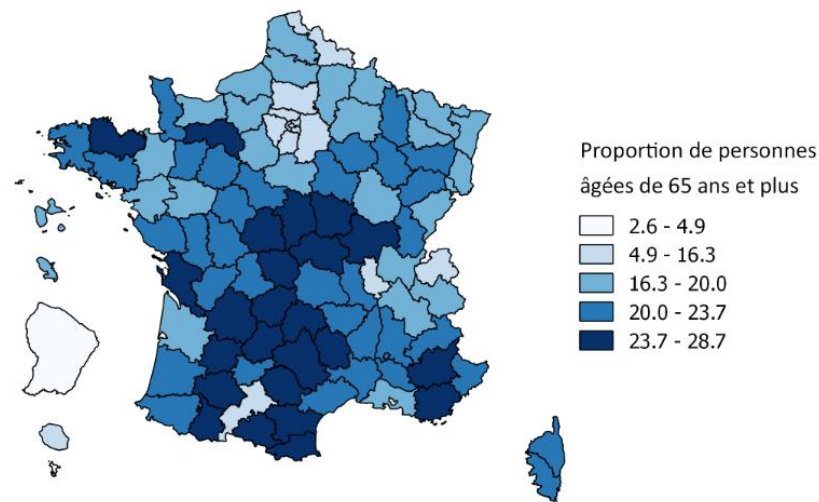 Proportion de personnes
âgées de 65 ans et plus
2.6 - 4.9
4.9 - 16.3
16.3 - 20.0
20.0 - 23.7
23.7 - 28.7